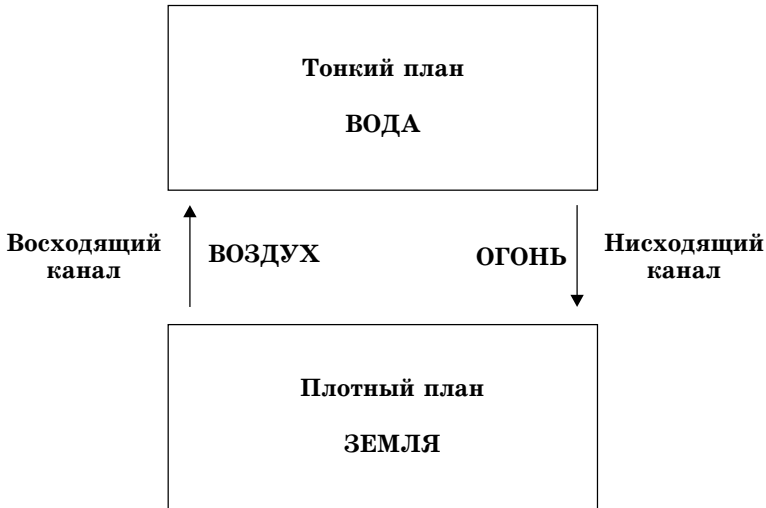 Тонкий план
ВОДА
Восходящий
канал
ВОЗДУХ
ОГОНЬ
Нисходящий
канал
Плотный план
ЗЕМЛЯ